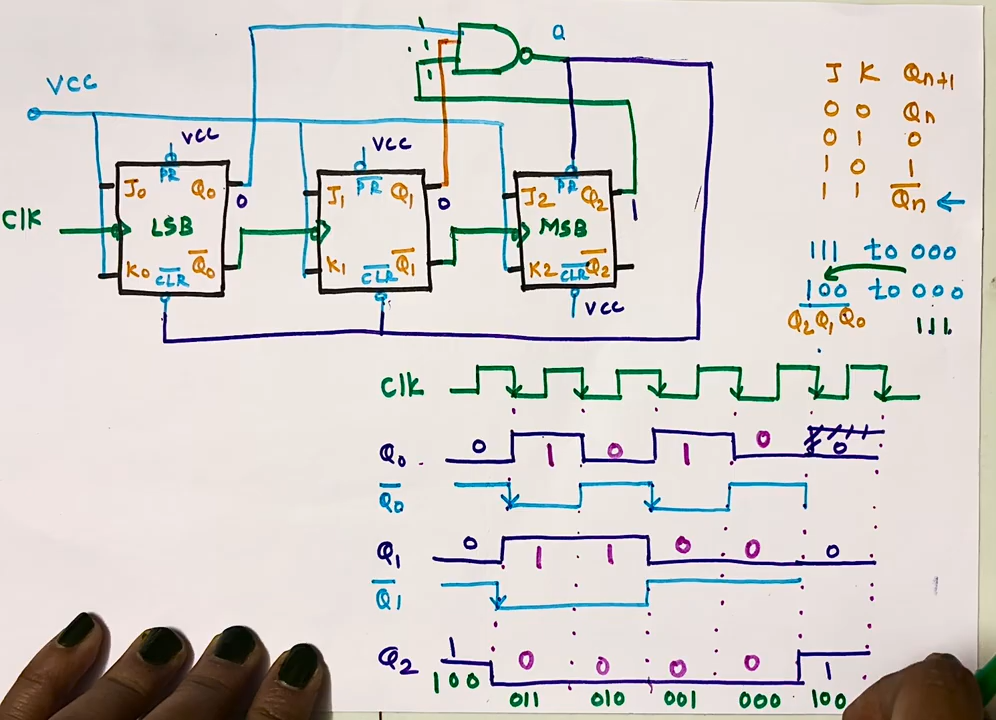 VCC
a
1
1
1
VCC
VCC
PR
PR
PR
J0 Q0
J1 Q1
J2 Q2
0
0
1
Clk
LSB
MSB
K0 CLR Q0
K1 CLR Q1
K2 CLR Q2
VCC
J K Qn+1
0 0 Qn
0 1 0
1 0 1
1 1 Qn
111 to 000
100 to 000
Q2 Q1 Q0 111
Clk
Q0 0 1 0 1 0 0
Q0
Q1 0 1 1 0 0 0
Q1
Q2 1 0 0 0 0 1
100 011 010 001 000 100